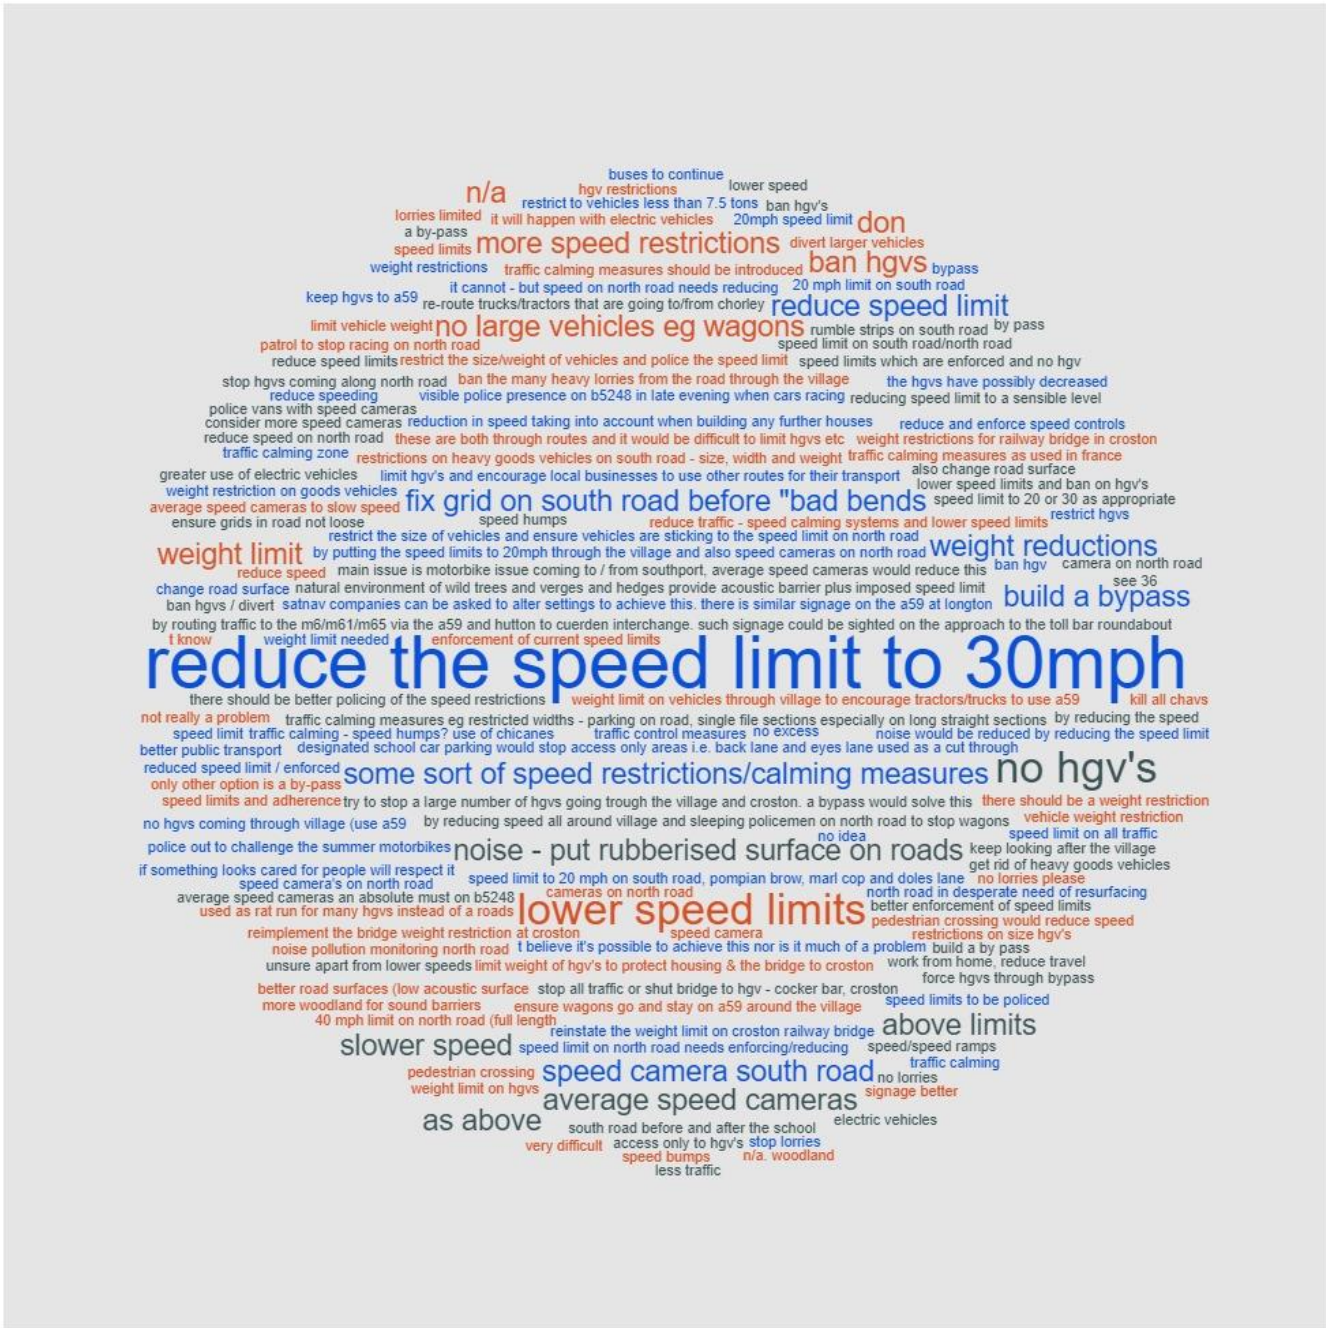 buses to continue
n/a hgv restrictions lower speed
restrict to vehicles less than 7.5 tons ban hgv's
lorries limited it will happen with electric vehicles 20mph speed limit don
a by-pass
speed limits more speed restrictions divert larger vehicles
weight restrictions traffic calming measures should be introduced ban hgvs bypass
it cannot - but speed on north road needs reducing 20 mph limit on south road
keep hgvs to a59 re-route trucks/tractors that are going to/from chorley reduce speed limit
limit vehicle weight no large vehicles eg wagons rumble strips on south road by pass
patrol to stop racing on north road speed limit on south road/north road
reduce speed limits restrict the size/weight of vehicles and police the speed limit speed limits which are enforced and no hgv
stop hgvs coming along north road ban the many heavy lorries from the road through the village the hgvs have possibly decreased
reduce speeding visible police presence on b5248 in late evening when cars racing reducing speed limit to a sensible level
police vans with speed cameras
consider more speed cameras reduction in speed taking into account when building any further houses reduce and enforce speed controls
reduce speed on north road these are both through routes and it would be difficult to limit hgvs etc weight restrictions for railway bridge in croston
traffic calming zone restrictions on heavy goods vehicles on south road - size, width and weight traffic calming measures as used in france
greater use of electric vehicles limit hgv's and encourage local businesses to use other routes for their transport also change road surface
lower speed limits and ban on hgv's
weight restriction on goods vehicles fix grid on south road before "bad bends speed limit to 20 or 30 as appropriate
average speed cameras to slow speed restrict hgvs
ensure grids in road not loose speed humps reduce traffic - speed calming systems and lower speed limits
restrict the size of vehicles and ensure vehicles are sticking to the speed limit on north road
weight limit by putting the speed limits to 20mph through the village and also speed cameras on north road weight reductions
reduce speed main issue is motorbike issue coming to / from southport, average speed cameras would reduce this ban hgv camera on north road
change road surface natural environment of wild trees and verges and hedges provide acoustic barrier plus imposed speed limit see 36
ban hgvs / divert satnav companies can be asked to alter settings to achieve this. there is similar signage on the a59 at longton build a bypass
by routing traffic to the m6/m61/m65 via the a59 and hutton to cuerden interchange. such signage could be sighted on the approach to the toll bar roundabout
t know weight limit needed enforcement of current speed limits
reduce the speed limit to 30mph
there should be better policing of the speed restrictions weight limit on vehicles through village to encourage tractors/trucks to use a59 kill all chavs
not really a problem traffic calming measures eg restricted widths - parking on road, single file sections especially on long straight sections by reducing the speed
speed limit traffic calming - speed humps? use of chicanes traffic control measures no excess noise would be reduced by reducing the speed limit
better public transport designated school car parking would stop access only areas i.e. back lane and eyes lane used as a cut through
reduced speed limit / enforced some sort of speed restrictions/calming measures no hgv's
only other option is a by-pass
speed limits and adherence try to stop a large number of hgvs going trough the village and croston. a bypass would solve this there should be a weight restriction
no hgvs coming through village (use a59 by reducing speed all around village and sleeping policemen on north road to stop wagons vehicle weight restriction
no idea speed limit on all traffic
police out to challenge the summer motorbikes noise - put rubberised surface on roads keep looking after the village
get rid of heavy goods vehicles
if something looks cared for people will respect it speed limit to 20 mph on south road, pompian brow, marl cop and doles lane no lorries please
speed camera's on north road cameras on north road north road in desperate need of resurfacing
average speed cameras an absolute must on b5248 lower speed limits better enforcement of speed limits
used as rat run for many hgvs instead of a roads pedestrian crossing would reduce speed
reimplement the bridge weight restriction at croston speed camera restrictions on size hgv's
noise pollution monitoring north road t believe it's possible to achieve this nor is it much of a problem build a by pass
unsure apart from lower speeds limit weight of hgv's to protect housing & the bridge to croston work from home, reduce travel
force hgvs through bypass
better road surfaces (low acoustic surface stop all traffic or shut bridge to hgv - cocker bar, croston
more woodland for sound barriers ensure wagons go and stay on a59 around the village speed limits to be policed
40 mph limit on north road (full length reinstate the weight limit on croston railway bridge above limits
slower speed speed limit on north road needs enforcing/reducing speed/speed ramps
pedestrian crossing speed camera south road traffic calming
no lorries
weight limit on hgvs average speed cameras signage better
as above south road before and after the school electric vehicles
very difficult access only to hgv's stop lorries
speed bumps n/a. woodland
less traffic